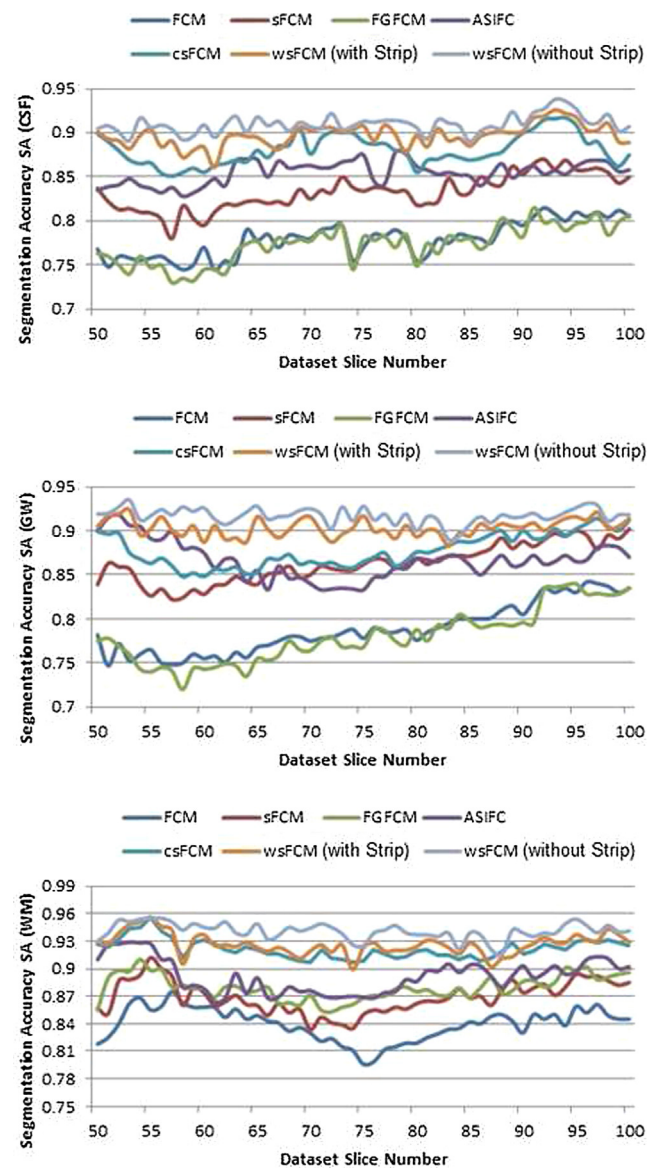 FCM sFCM FGFCM ASIFC
csFCM wsFCM (with Strip) wsFCM (without Strip)
Segmentation Accuracy SA (CSF)
0.95
0.9
0.85
0.8
0.75
0.7
50 55 60 65 70 75 80 85 90 95 100
Dataset Slice Number
FCM sFCM FGFCM ASIFC
csFCM wsFCM (with Strip) wsFCM (without Strip)
Segmentation Accuracy SA (GW)
0.95
0.9
0.85
0.8
0.75
0.7
50 55 60 65 70 75 80 85 90 95 100
Dataset Slice Number
FCM sFCM FGFCM ASIFC
csFCM wsFCM (with Strip) wsFCM (without Strip)
Segmentation Accuracy SA (WM)
0.99
0.96
0.93
0.9
0.87
0.84
0.81
0.78
0.75
50 55 60 65 70 75 80 85 90 95 100
Dataset Slice Number